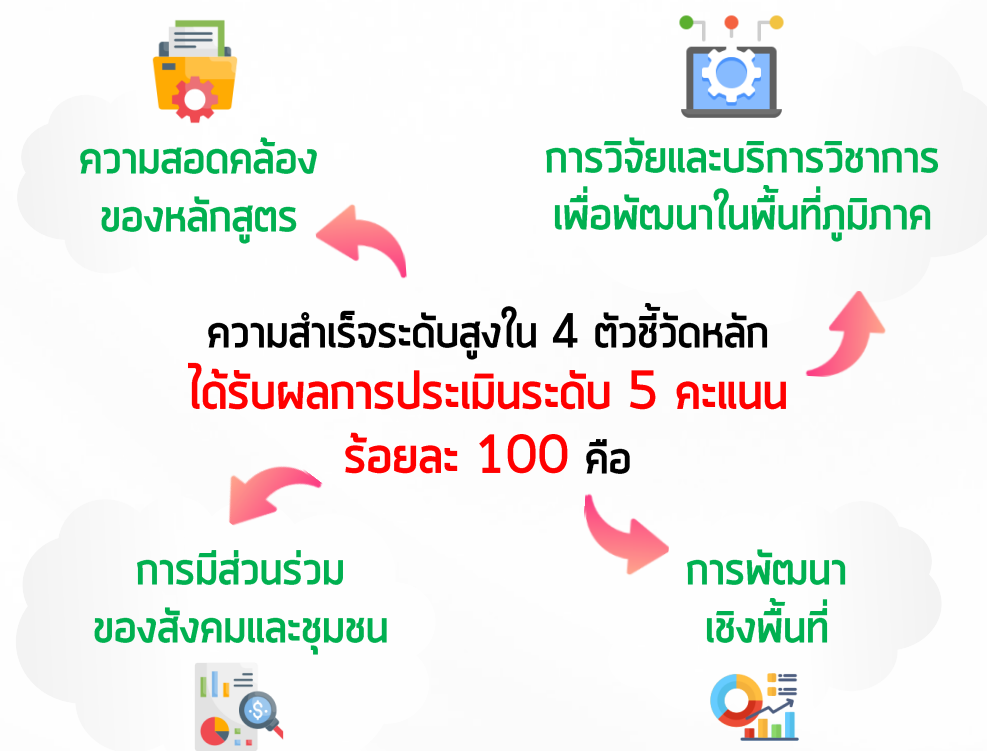 ความสอดคล้อง
ของหลักสูตร
การวิจัยและบริการวิชาการ
เพื่อพัฒนาในพื้นที่ภูมิภาค
ความสำเร็จระดับสูงใน 4 ตัวชี้วัดหลัก
ได้รับผลการประเมินระดับ 5 คะแนน
ร้อยละ 100 คือ
การมีส่วนร่วม
ของสังคมและชุมชน
การพัฒนา
เชิงพื้นที่
$